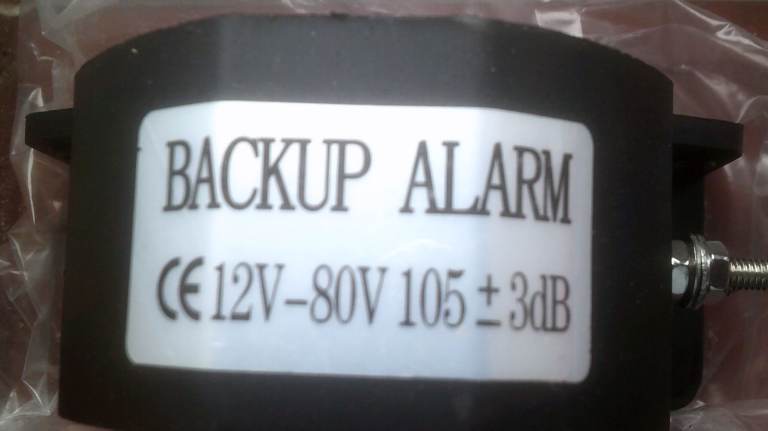 BACKUP ALARM
CE 12V-80V 105±3dB